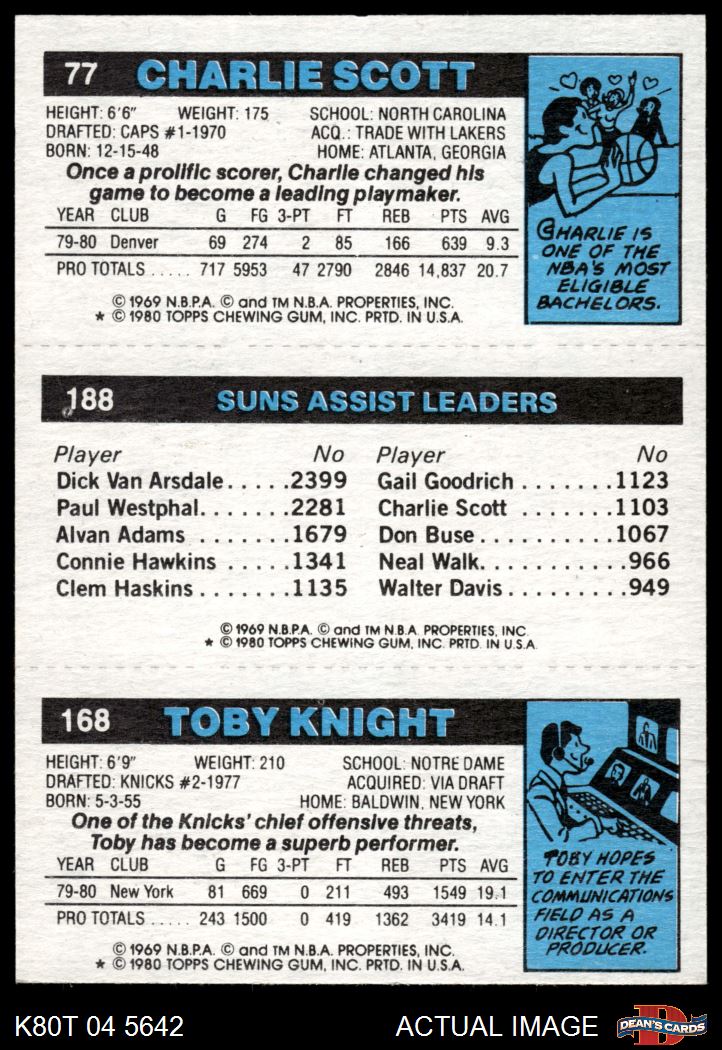 77 CHARLIE SCOTT
HEIGHT: 6'6" WEIGHT: 175 SCHOOL: NORTH CAROLINA
DRAFTED: CAPS #1-1970 ACQ.: TRADE WITH LAKERS
BORN: 12-15-48 HOME: ATLANTA, GEORGIA
Once a prolific scorer, Charlie changed his
game to become a leading playmaker.
YEAR CLUB G FG 3-PT FT REB PTS AVG
79-80 Denver 69 274 2 85 166 639 9.3
PRO TOTALS ..... 717 5953 47 2790 2846 14,837 20.7
© 1969 N.B.P.A. © and TM N.B.A. PROPERTIES, INC.
* © 1980 TOPPS CHEWING GUM, INC. PRTD. IN U.S.A.
CHARLIE IS
ONE OF THE
NBA'S MOST
ELIGIBLE
BACHELORS.
188 SUNS ASSIST LEADERS
Player No Player No
Dick Van Arsdale.....2399 Gail Goodrich.......1123
Paul Westphal.......2281 Charlie Scott.......1103
Alvan Adams.......1679 Don Buse..........1067
Connie Hawkins......1341 Neal Walk..........966
Clem Haskins.......1135 Walter Davis........949
© 1969 N.B.P.A. © and TM N.B.A. PROPERTIES, INC.
* © 1980 TOPPS CHEWING GUM, INC. PRTD. IN U.S.A.
168 TOBY KNIGHT
HEIGHT: 6'9" WEIGHT: 210 SCHOOL: NOTRE DAME
DRAFTED: KNICKS #2-1977 ACQUIRED: VIA DRAFT
BORN: 5-3-55 HOME: BALDWIN, NEW YORK
One of the Knicks' chief offensive threats,
Toby has become a superb performer.
YEAR CLUB G FG 3-PT FT REB PTS AVG
79-80 New York 81 669 0 211 493 1549 19.1
PRO TOTALS ..... 243 1500 0 419 1362 3419 14.1
© 1969 N.B.P.A. © and TM N.B.A. PROPERTIES, INC.
* © 1980 TOPPS CHEWING GUM, INC. PRTD. IN U.S.A.
TOBY HOPES
TO ENTER THE
COMMUNICATIONS
FIELD AS A
DIRECTOR OR
PRODUCER.
K80T 04 5642 ACTUAL IMAGE D DEAN'S CARDS